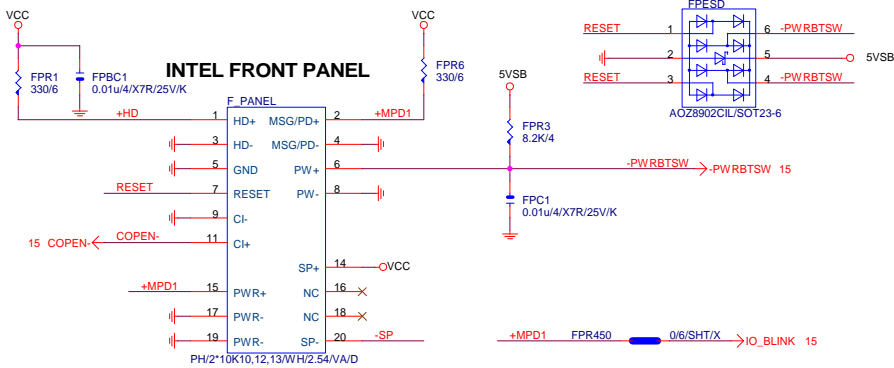 VCC
FPR1
330/6
FPBC1
0.01u/4/X7R/25V/K
INTEL FRONT PANEL
VCC
FPR6
330/6
FPESD
RESET 1 6 -PWRBTSW
2 5 5VSB
RESET 3 4 -PWRBTSW
AOZ8902CIL/SOT23-6
5VSB
FPR3
8.2K/4
F_PANEL
+HD 1 HD+ MSG/PD+ 2 +MPD1
3 HD- MSG/PD- 4
5 GND PW+ 6 -PWRBTSW -PWRBTSW 15
RESET 7 RESET PW- 8
FPC1
0.01u/4/X7R/25V/K
9 CI-
15 COPEN- COPEN- 11 CI+
SP+ 14 VCC
+MPD1 15 PWR+ NC 16
17 PWR- NC 18
19 PWR- SP- 20 -SP
PH/2*10K10,12,13/WH/2.54/VA/D
+MPD1 FPR450 0/6/SHT/X IO_BLINK 15